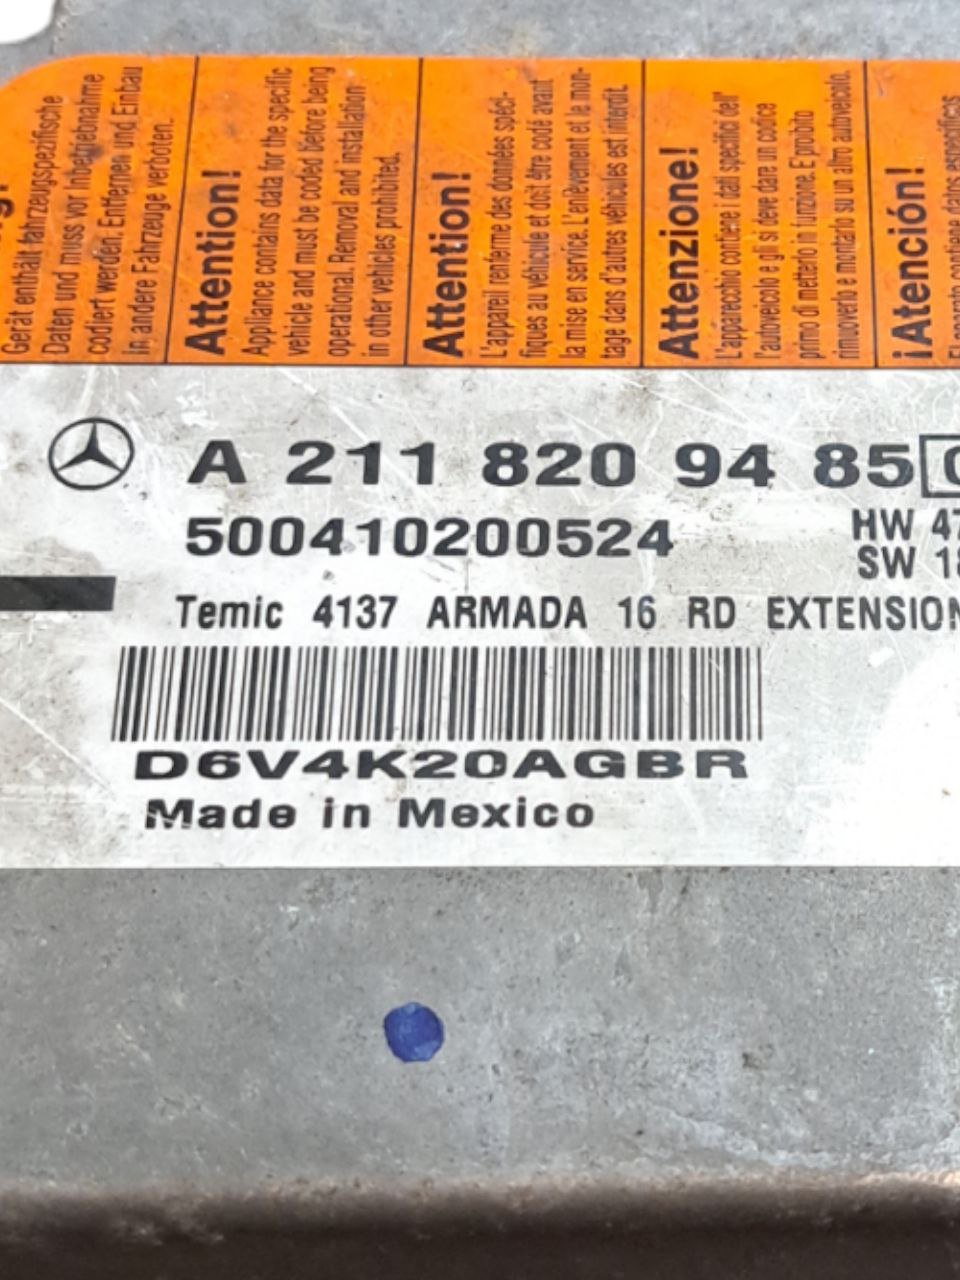 Gerät enthält fahrzeugspezifische
Daten und muss vor Inbetriebnahme
codiert werden. Entfernen und Einbau
in andere Fahrzeuge verboten.
Attention!
Appliance contains data for the specific
vehicle and must be coded before being
operational. Removal and installation
in other vehicles prohibited.
Attention!
L'appareil renferme des données spéci-
fiques au véhicule et doit être codé avant
la mise en service. L'enlèvement et le mon-
tage dans d'autres véhicules est interdit.
Attenzione!
L'apparecchio contiene i dati specifici dell'
autoveicolo e gli si deve dare un codice
primo di metterlo in funzione. E'proibito
rimuoverlo e montarlo su un altro autoveicolo.
¡Atención!
A 211 820 94 85
500410200524
HW 47
SW 18
Temic 4137 ARMADA 16 RD EXTENSION
D6V4K20AGBR
Made in Mexico